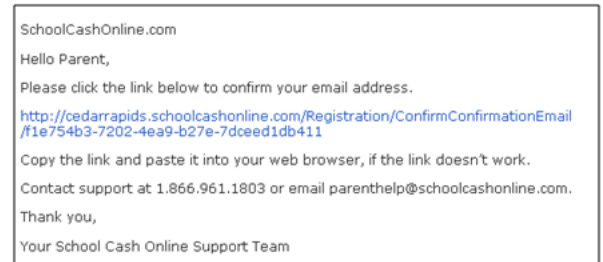 SchoolCashOnline.com
Hello Parent,
Please click the link below to confirm your email address.
http://cedarrapids.schoolcashonline.com/Registration/ConfirmConfirmationEmail
/f1e754b3-7202-4ea9-b27e-7dceed1db411
Copy the link and paste it into your web browser, if the link doesn't work.
Contact support at 1.866.961.1803 or email parenthelp@schoolcashonline.com.
Thank you,
Your School Cash Online Support Team